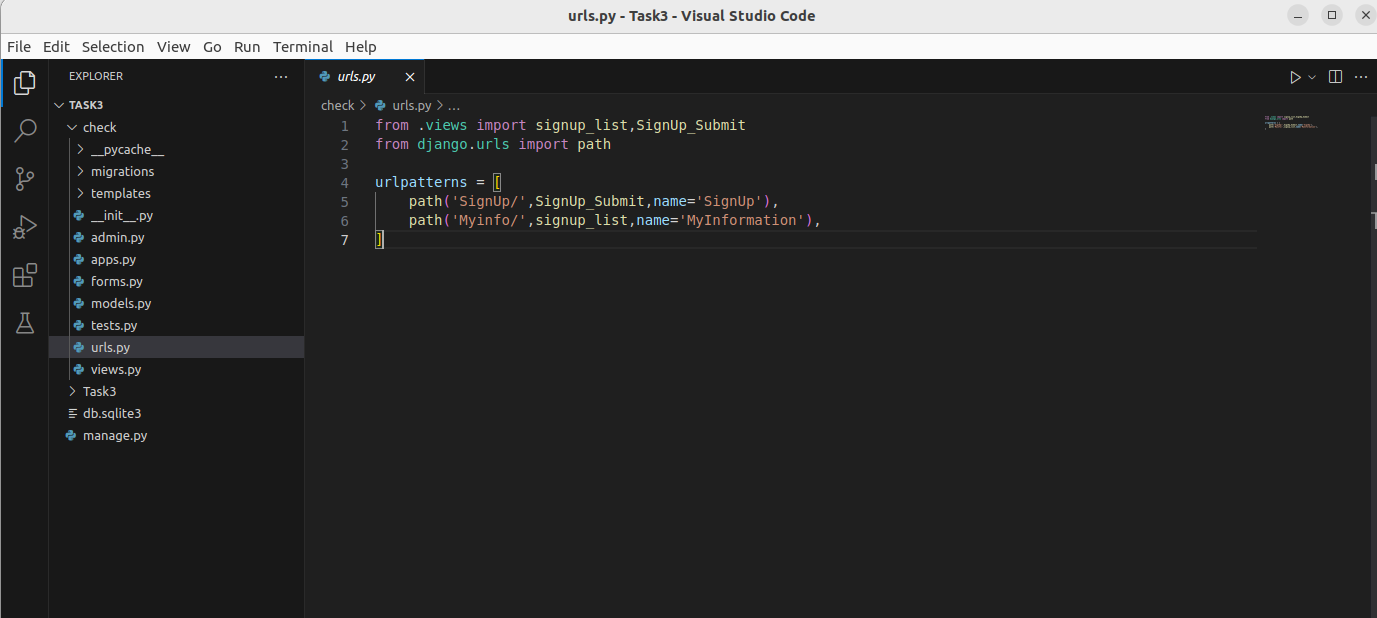 urls.py - Task3 - Visual Studio Code
File Edit Selection View Go Run Terminal Help
EXPLORER
TASK3
check
__pycache__
migrations
templates
__init__.py
admin.py
apps.py
forms.py
models.py
tests.py
urls.py
views.py
Task3
db.sqlite3
manage.py
urls.py
check > urls.py > ...
1 from .views import signup_list,SignUp_Submit
2 from django.urls import path
3
4 urlpatterns = [
5     path('SignUp/',SignUp_Submit,name='SignUp'),
6     path('Myinfo/',signup_list,name='MyInformation'),
7 ]